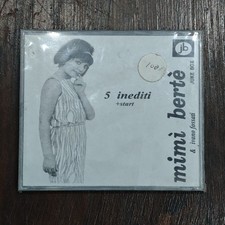 5 inediti
+start
mimì bertè
& ivano fossati